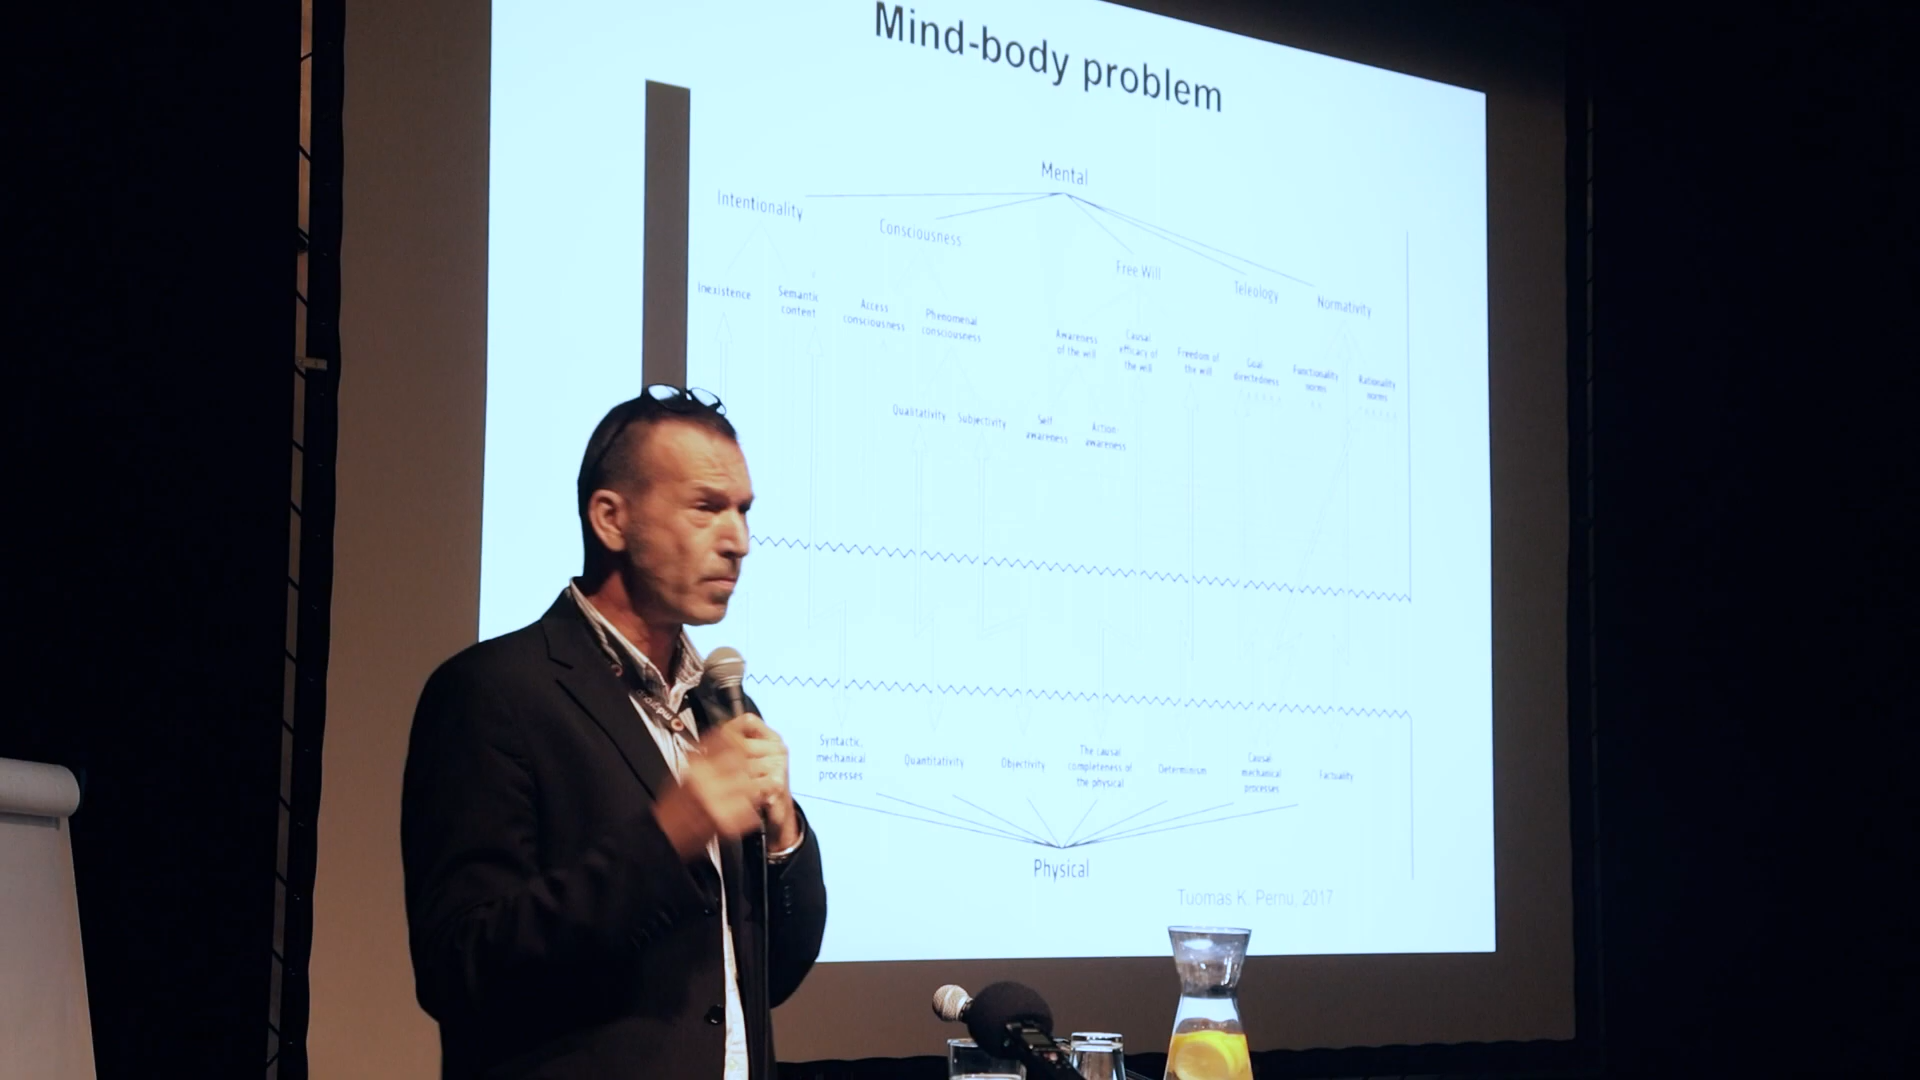 Mind-body problem
Mental
Intentionality
Consciousness
Free Will
Teleology
Normativity
Inexistence
Semantic
content
Access
consciousness
Phenomenal
consciousness
Awareness
of the will
Causal
efficacy of
the will
Freedom of
the will
Goal
directedness
Functionality
norms
Rationality
norms
Qualitativity
Subjectivity
Self
awareness
Action
awareness
Syntactic,
mechanical
processes
Quantitativity
Objectivity
The causal
completeness of
the physical
Determinism
Causal
mechanical
processes
Factuality
Physical
Tuomas K. Pernu, 2017